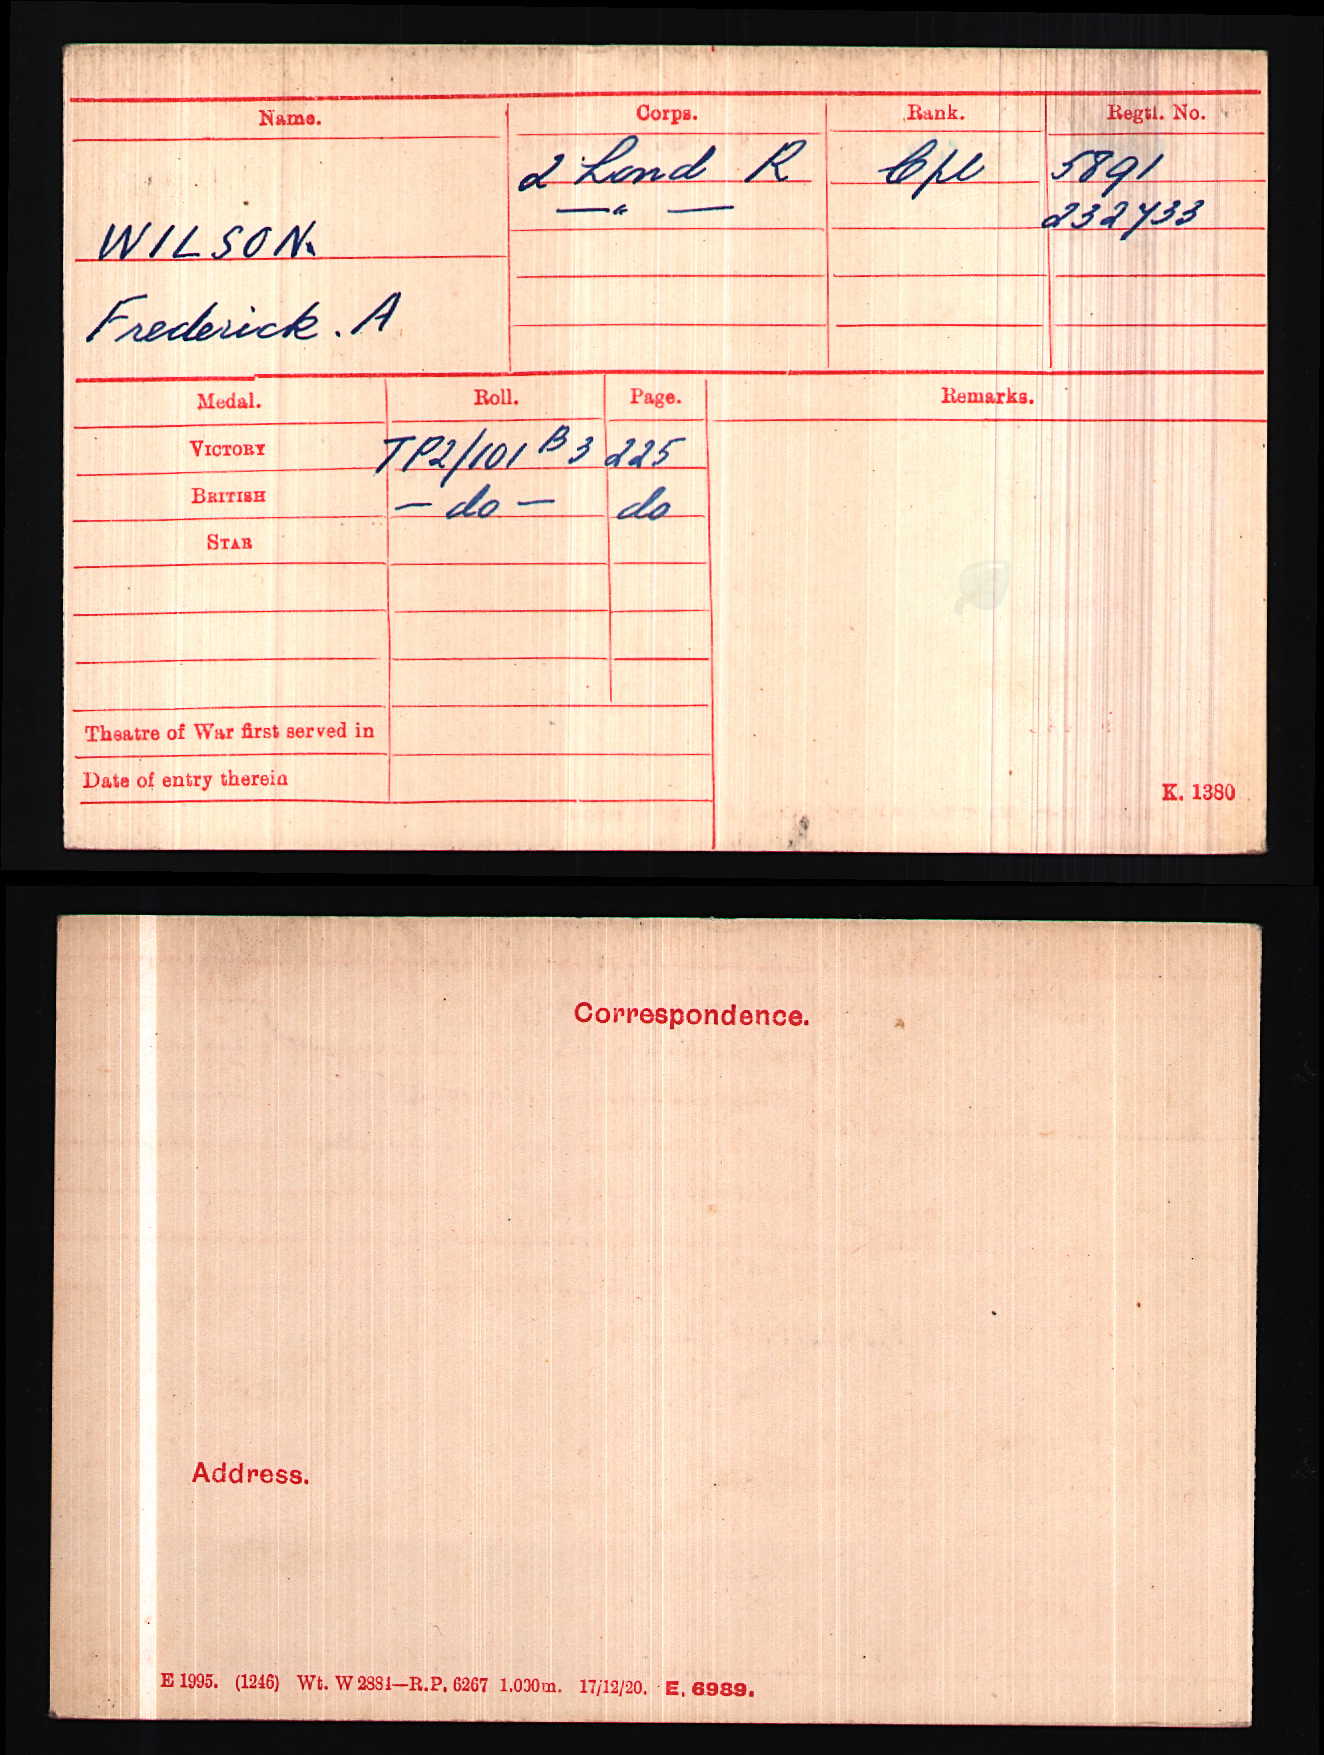 Name. Corps. Rank. Regtl. No.
2 Lond R Cpl 5891
—"— 232733
WILSON.
Frederick. A
Medal. Roll. Page. Remarks.
VICTORY TP2/101 B3 225
BRITISH — do — do
STAR
Theatre of War first served in
Date of entry therein
K. 1380
Correspondence.
Address.
E 1995. (1246) Wt. W 2884—R.P. 6267 1,000m. 17/12/20. E. 6989.